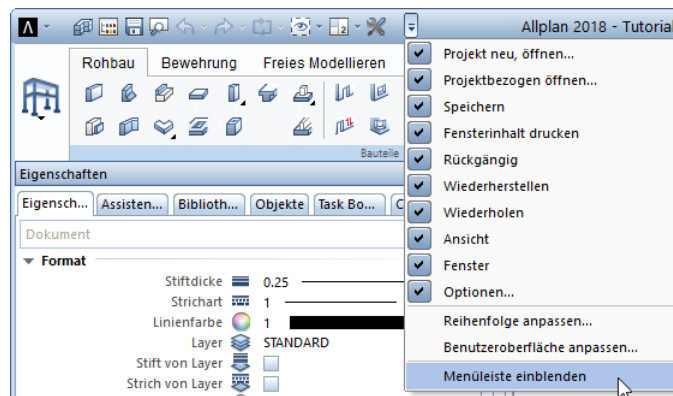 Allplan 2018 - Tutorial
Rohbau Bewehrung Freies Modellieren
Bauteile
Projekt neu, öffnen...
Projektbezogen öffnen...
Speichern
Fensterinhalt drucken
Rückgängig
Wiederherstellen
Wiederholen
Ansicht
Fenster
Optionen...
Reihenfolge anpassen...
Benutzeroberfläche anpassen...
Menüleiste einblenden
Eigenschaften
Eigensch... Assisten... Biblioth... Objekte Task Bo... C
Dokument
Format
Stiftdicke 0.25
Strichart 1
Linienfarbe 1
Layer STANDARD
Stift von Layer
Strich von Layer